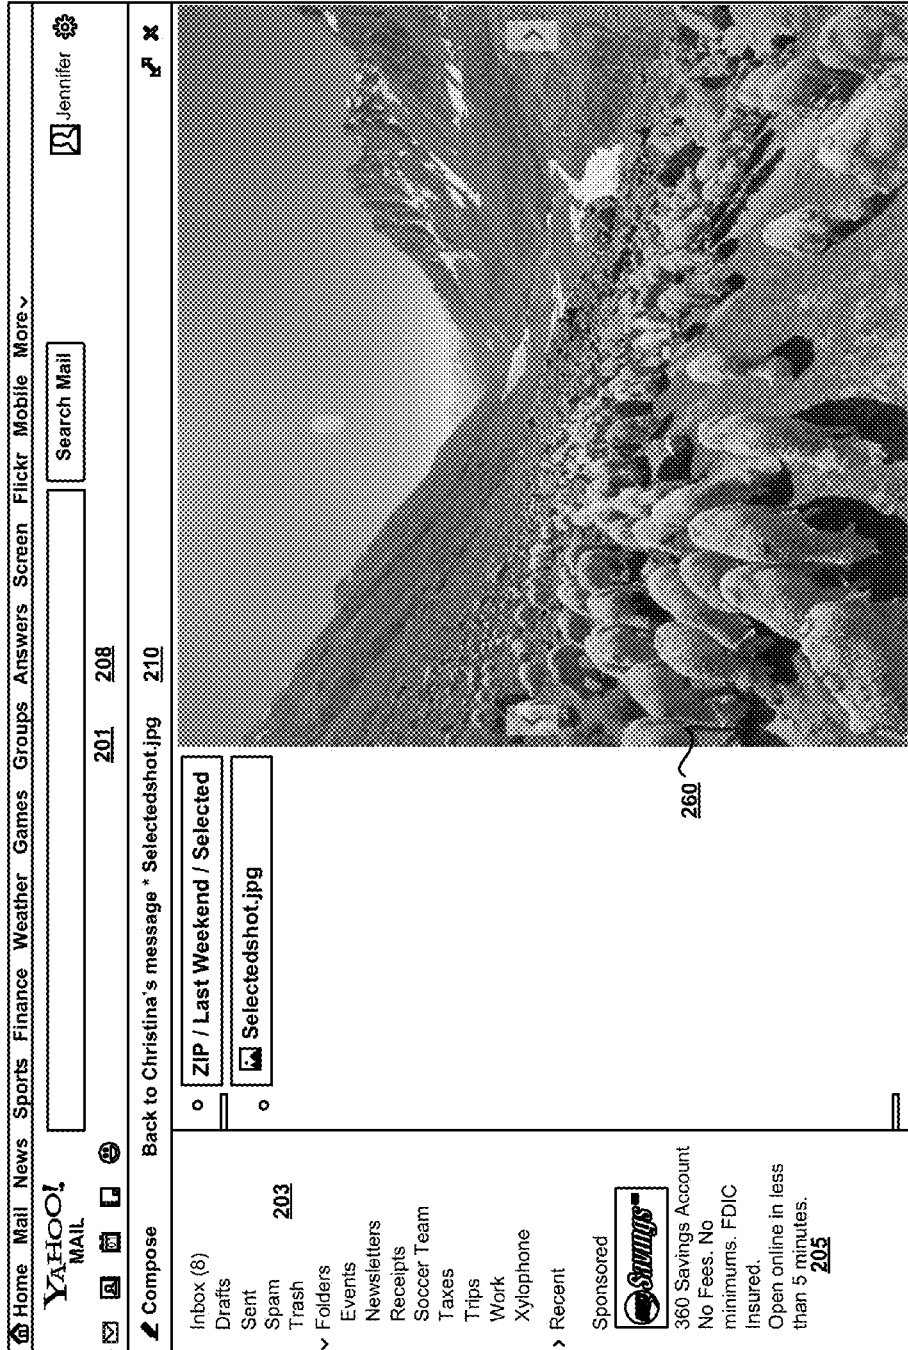 Home Mail News Sports Finance Weather Games Groups Answers Screen Flickr Mobile More
YAHOO!
MAIL
Search Mail
Jennifer
201
208
Compose
Back to Christina's message * Selectedshot.jpg
210
Inbox (8)
Drafts
Sent
Spam
Trash
203
Folders
Events
Newsletters
Receipts
Soccer Team
Taxes
Trips
Work
Xylophone
Recent
Sponsored
Savings
360 Savings Account
No Fees. No
minimums. FDIC
Insured.
Open online in less
than 5 minutes.
205
ZIP / Last Weekend / Selected
Selectedshot.jpg
260